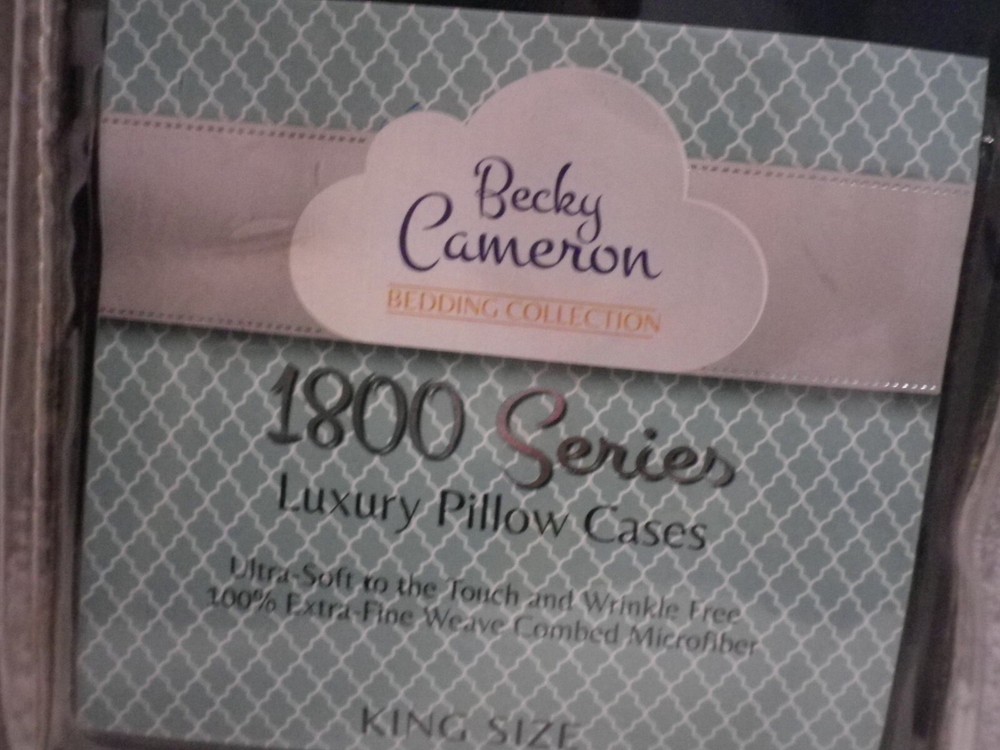 Becky
Cameron
BEDDING COLLECTION
1800 Series
Luxury Pillow Cases
Ultra-Soft to the Touch and Wrinkle Free
100% Extra-Fine Weave Combed Microfiber
KING SIZE